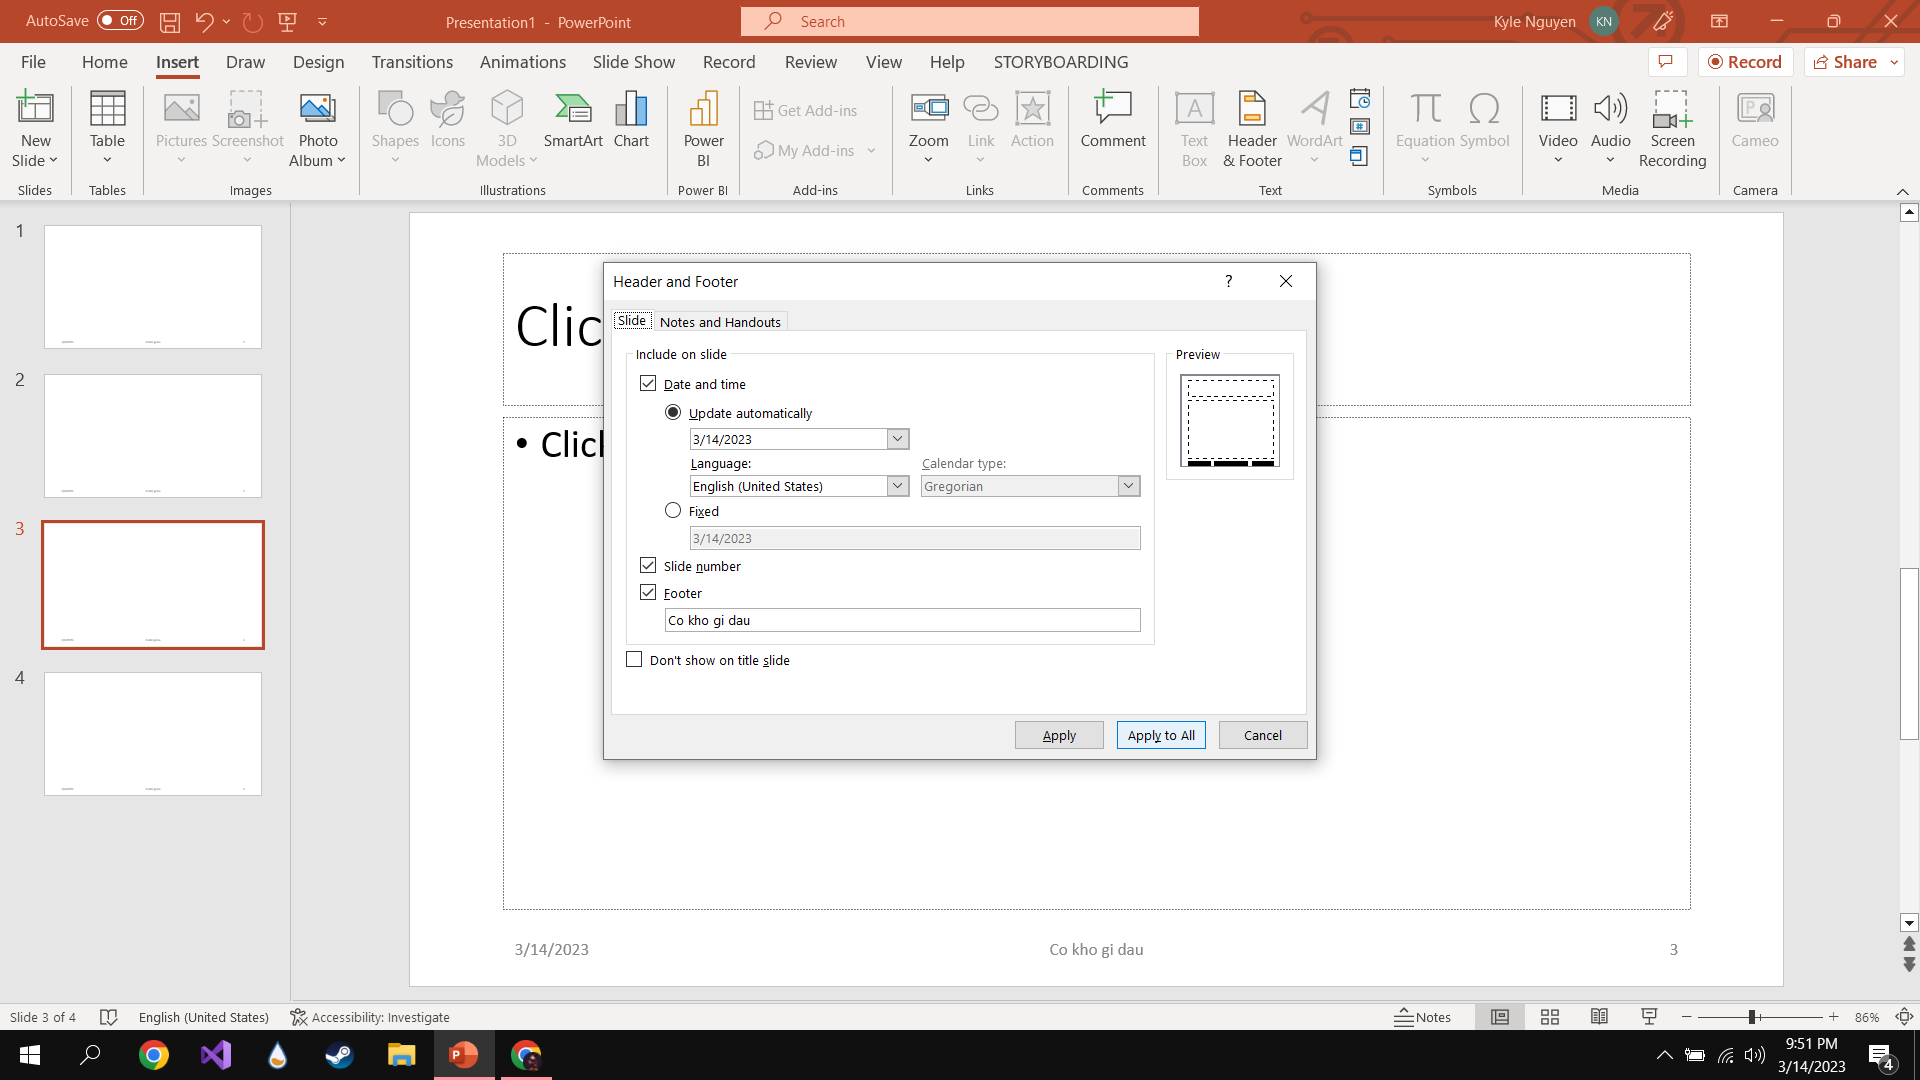 AutoSave Off
Presentation1 - PowerPoint
Search
Kyle Nguyen KN
File Home Insert Draw Design Transitions Animations Slide Show Record Review View Help STORYBOARDING
Record Share
New Slide
Table
Pictures
Screenshot
Photo Album
Shapes
Icons
3D Models
SmartArt
Chart
Power BI
Get Add-ins
My Add-ins
Zoom
Link
Action
Comment
Text Box
Header & Footer
WordArt
Equation
Symbol
Video
Audio
Screen Recording
Cameo
Slides Tables Images Illustrations Power BI Add-ins Links Comments Text Symbols Media Camera
1
2
3
4
Clic
• Click
Header and Footer ?
Slide Notes and Handouts
Include on slide
Preview
Date and time
Update automatically
3/14/2023
Language: Calendar type:
English (United States) Gregorian
Fixed
3/14/2023
Slide number
Footer
Co kho gi dau
Don't show on title slide
Apply Apply to All Cancel
3/14/2023 Co kho gi dau 3
Slide 3 of 4 English (United States) Accessibility: Investigate Notes 86%
9:51 PM
3/14/2023
4